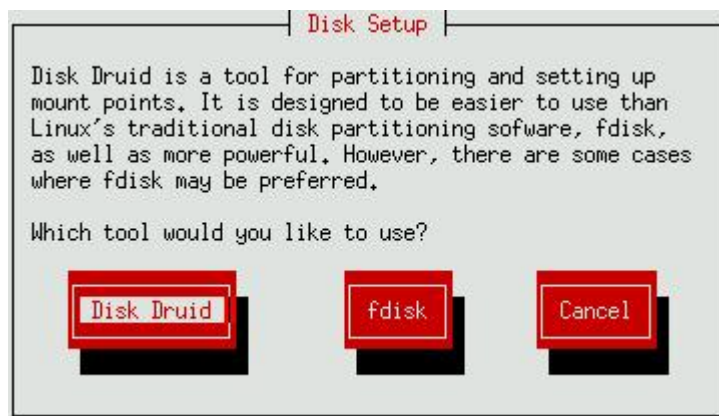 Disk Setup
Disk Druid is a tool for partitioning and setting up
mount points. It is designed to be easier to use than
Linux's traditional disk partitioning sofware, fdisk,
as well as more powerful. However, there are some cases
where fdisk may be preferred.
Which tool would you like to use?
Disk Druid fdisk Cancel